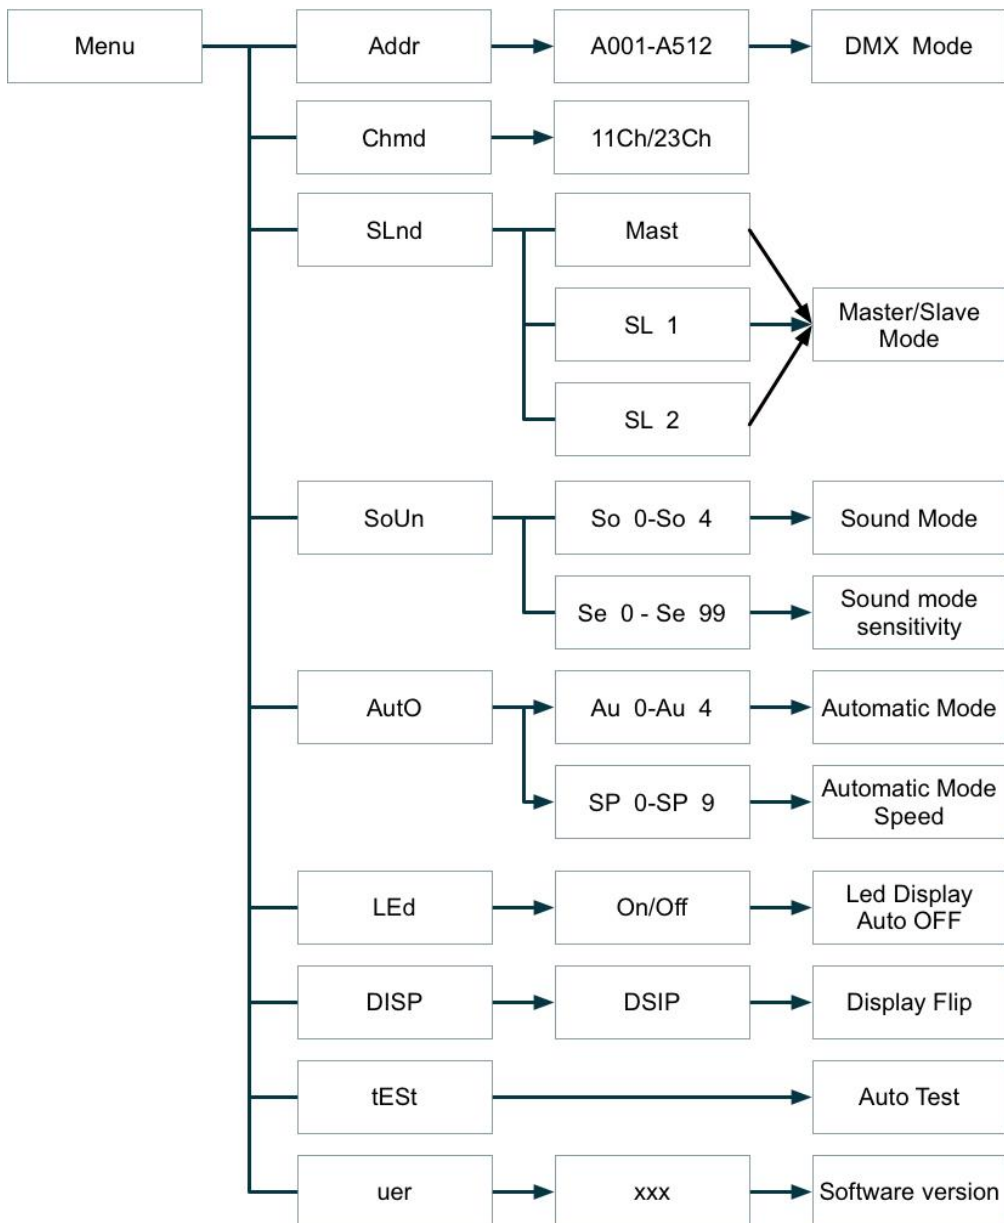 Menu
Addr
A001-A512
DMX Mode
Chmd
11Ch/23Ch
SLnd
Mast
SL 1
Master/Slave
Mode
SL 2
SoUn
So 0-So 4
Sound Mode
Se 0 - Se 99
Sound mode
sensitivity
AutO
Au 0-Au 4
Automatic Mode
SP 0-SP 9
Automatic Mode
Speed
LEd
On/Off
Led Display
Auto OFF
DISP
DSIP
Display Flip
tESt
Auto Test
uer
xxx
Software version